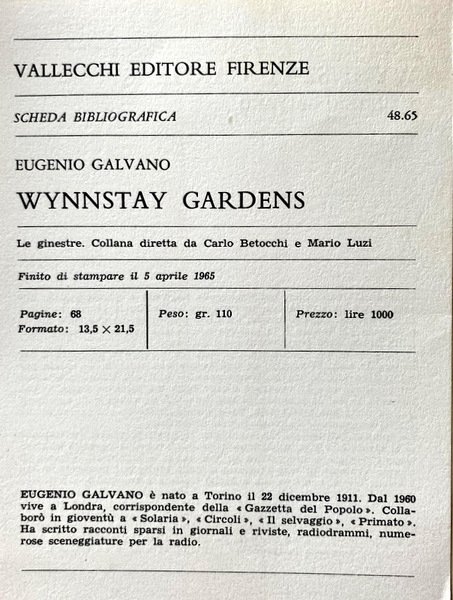 VALLECCHI EDITORE FIRENZE
SCHEDA BIBLIOGRAFICA 48.65
EUGENIO GALVANO
WYNNSTAY GARDENS
Le ginestre. Collana diretta da Carlo Betocchi e Mario Luzi
Finito di stampare il 5 aprile 1965
Pagine: 68 Peso: gr. 110 Prezzo: lire 1000
Formato: 13,5 × 21,5
EUGENIO GALVANO è nato a Torino il 22 dicembre 1911. Dal 1960
vive a Londra, corrispondente della « Gazzetta del Popolo ». Colla-
borò in gioventù a « Solaria », « Circoli », « Il selvaggio », « Primato ».
Ha scritto racconti sparsi in giornali e riviste, radiodrammi, nume-
rose sceneggiature per la radio.